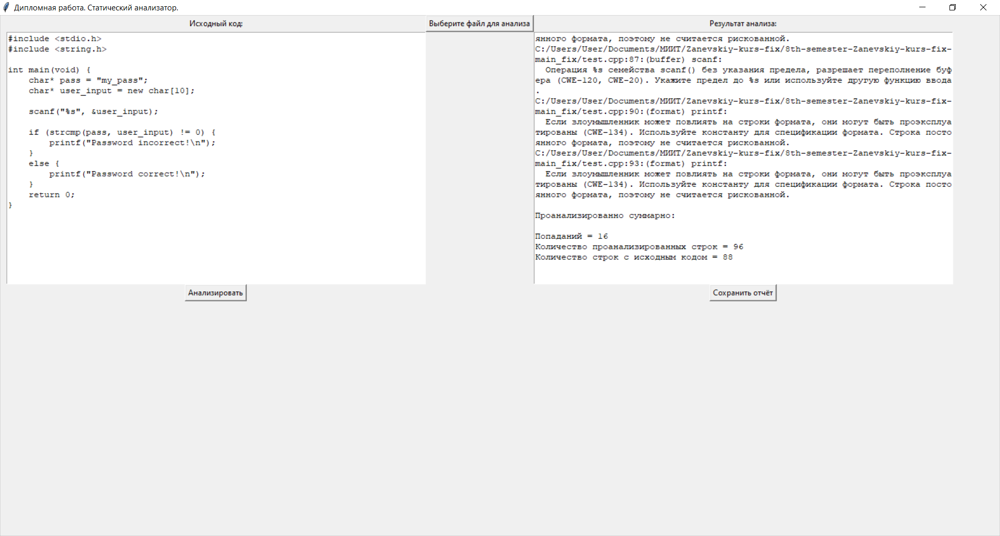 Дипломная работа. Статический анализатор.
Исходный код:
Выберите файл для анализа
Результат анализа:
#include <stdio.h>
#include <string.h>
int main(void) {
char* pass = "my_pass";
char* user_input = new char[10];
scanf("%s", &user_input);
if (strcmp(pass, user_input) != 0) {
printf("Password incorrect!\n");
}
else {
printf("Password correct!\n");
}
return 0;
}
Анализировать
янного формата, поэтому не считается рискованной.
C:/Users/User/Documents/МИИТ/Zanevskiy-kurs-fix/8th-semester-Zanevskiy-kurs-fix-
main_fix/test.cpp:87:(buffer) scanf:
Операция %s семейства scanf() без указания предела, разрешает переполнение буф
ера (CWE-120, CWE-20). Укажите предел до %s или используйте другую функцию ввода
.
C:/Users/User/Documents/МИИТ/Zanevskiy-kurs-fix/8th-semester-Zanevskiy-kurs-fix-
main_fix/test.cpp:90:(format) printf:
Если злоумышленник может повлиять на строки формата, они могут быть проэксплуа
тированы (CWE-134). Используйте константу для спецификации формата. Строка посто
янного формата, поэтому не считается рискованной.
C:/Users/User/Documents/МИИТ/Zanevskiy-kurs-fix/8th-semester-Zanevskiy-kurs-fix-
main_fix/test.cpp:93:(format) printf:
Если злоумышленник может повлиять на строки формата, они могут быть проэксплуа
тированы (CWE-134). Используйте константу для спецификации формата. Строка посто
янного формата, поэтому не считается рискованной.
Проанализированно суммарно:
Попаданий = 16
Количество проанализированных строк = 96
Количество строк с исходным кодом = 88
Сохранить отчёт